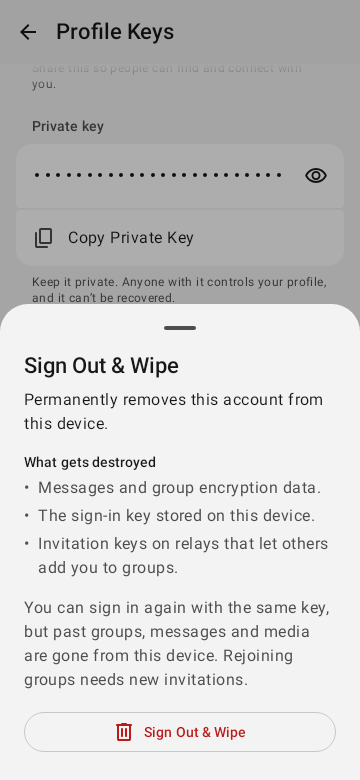 Profile Keys
Share this so people can find and connect with
you.
Private key
Copy Private Key
Keep it private. Anyone with it controls your profile,
and it can't be recovered.
Sign Out & Wipe
Permanently removes this account from
this device.
What gets destroyed
• Messages and group encryption data.
• The sign-in key stored on this device.
• Invitation keys on relays that let others
add you to groups.
You can sign in again with the same key,
but past groups, messages and media
are gone from this device. Rejoining
groups needs new invitations.
Sign Out & Wipe